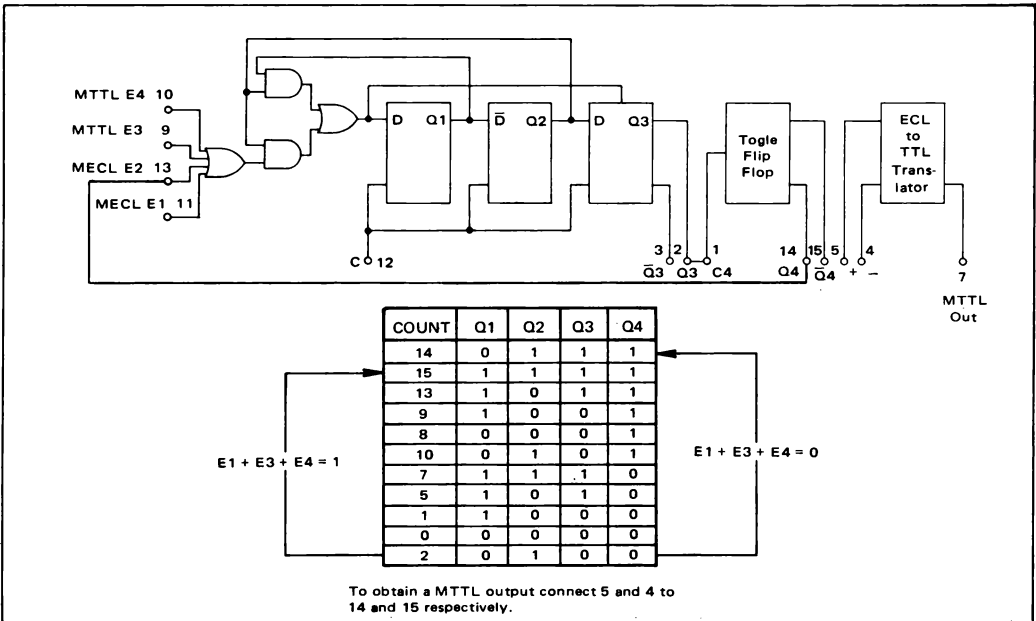 MTTL E4 10
MTTL E3 9
MECL E2 13
MECL E1 11
D Q1
D̅ Q2
D Q3
Togle
Flip
Flop
ECL
to
TTL
Trans-
lator
C 12
3 2 1 14 15 5 4 7
Q̅3 Q3 C4 Q4 Q̅4 + −
MTTL
Out
COUNT Q1 Q2 Q3 Q4
14 0 1 1 1
15 1 1 1 1
13 1 0 1 1
9 1 0 0 1
8 0 0 0 1
10 0 1 0 1
7 1 1 1 0
5 1 0 1 0
1 1 0 0 0
0 0 0 0 0
2 0 1 0 0
E1 + E3 + E4 = 1
E1 + E3 + E4 = 0
To obtain a MTTL output connect 5 and 4 to
14 and 15 respectively.